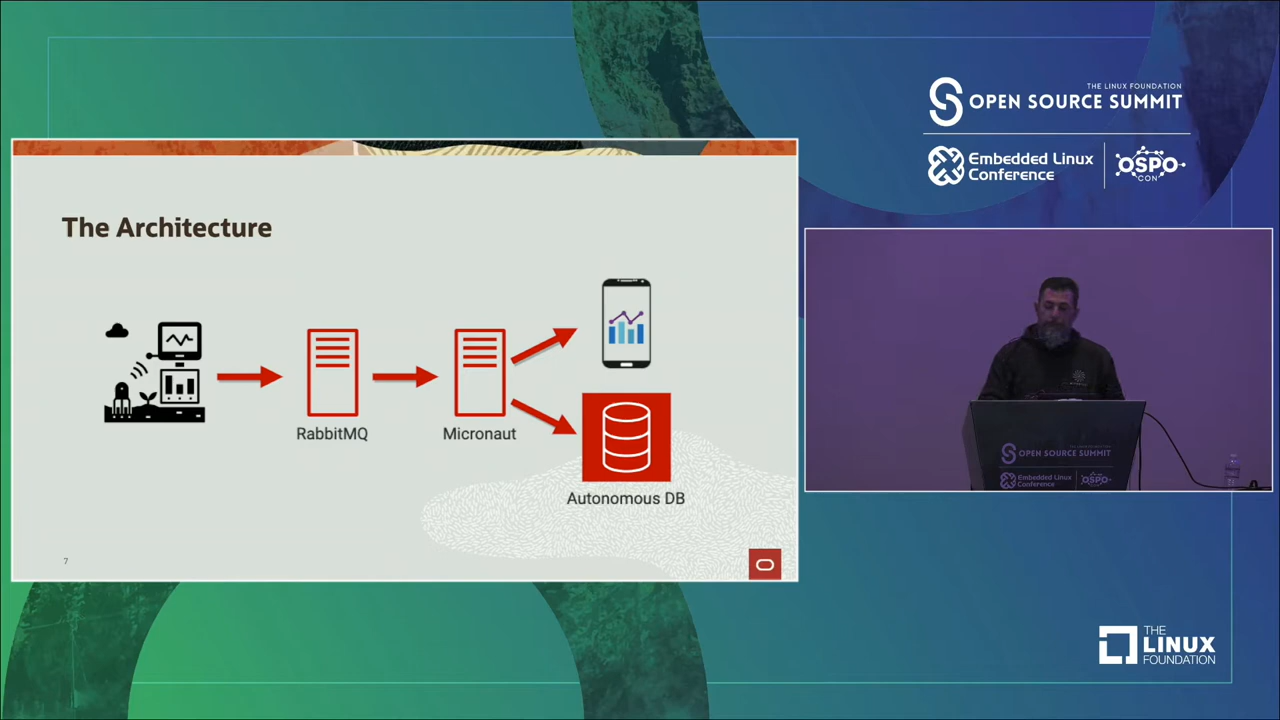 The Architecture
RabbitMQ
Micronaut
Autonomous DB
7
THE LINUX FOUNDATION
OPEN SOURCE SUMMIT
Embedded Linux
Conference
OSPO
CON
OPEN SOURCE SUMMIT
Embedded Linux
Conference
OSPO
THE
LINUX
FOUNDATION